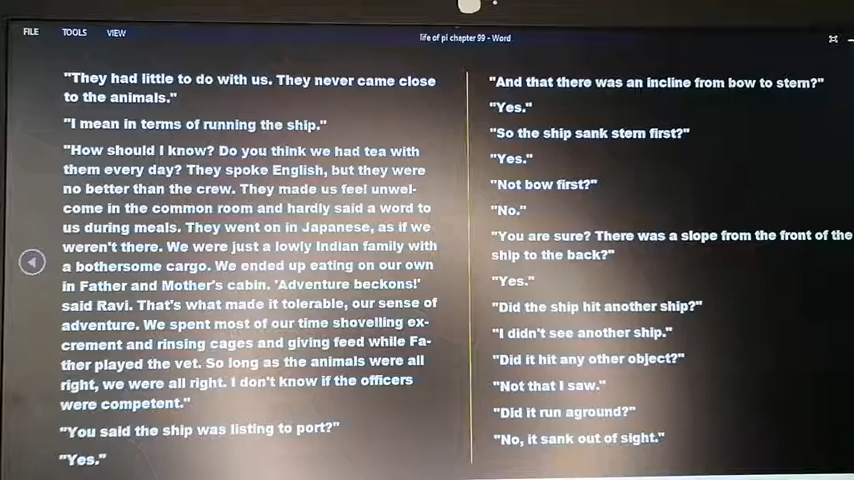 FILE TOOLS VIEW
life of pi chapter 99 - Word
"They had little to do with us. They never came close
to the animals."
"I mean in terms of running the ship."
"How should I know? Do you think we had tea with
them every day? They spoke English, but they were
no better than the crew. They made us feel unwel-
come in the common room and hardly said a word to
us during meals. They went on in Japanese, as if we
weren't there. We were just a lowly Indian family with
a bothersome cargo. We ended up eating on our own
in Father and Mother's cabin. 'Adventure beckons!'
said Ravi. That's what made it tolerable, our sense of
adventure. We spent most of our time shovelling ex-
crement and rinsing cages and giving feed while Fa-
ther played the vet. So long as the animals were all
right, we were all right. I don't know if the officers
were competent."
"You said the ship was listing to port?"
"Yes."
"And that there was an incline from bow to stern?"
"Yes."
"So the ship sank stern first?"
"Yes."
"Not bow first?"
"No."
"You are sure? There was a slope from the front of the
ship to the back?"
"Yes."
"Did the ship hit another ship?"
"I didn't see another ship."
"Did it hit any other object?"
"Not that I saw."
"Did it run aground?"
"No, it sank out of sight."